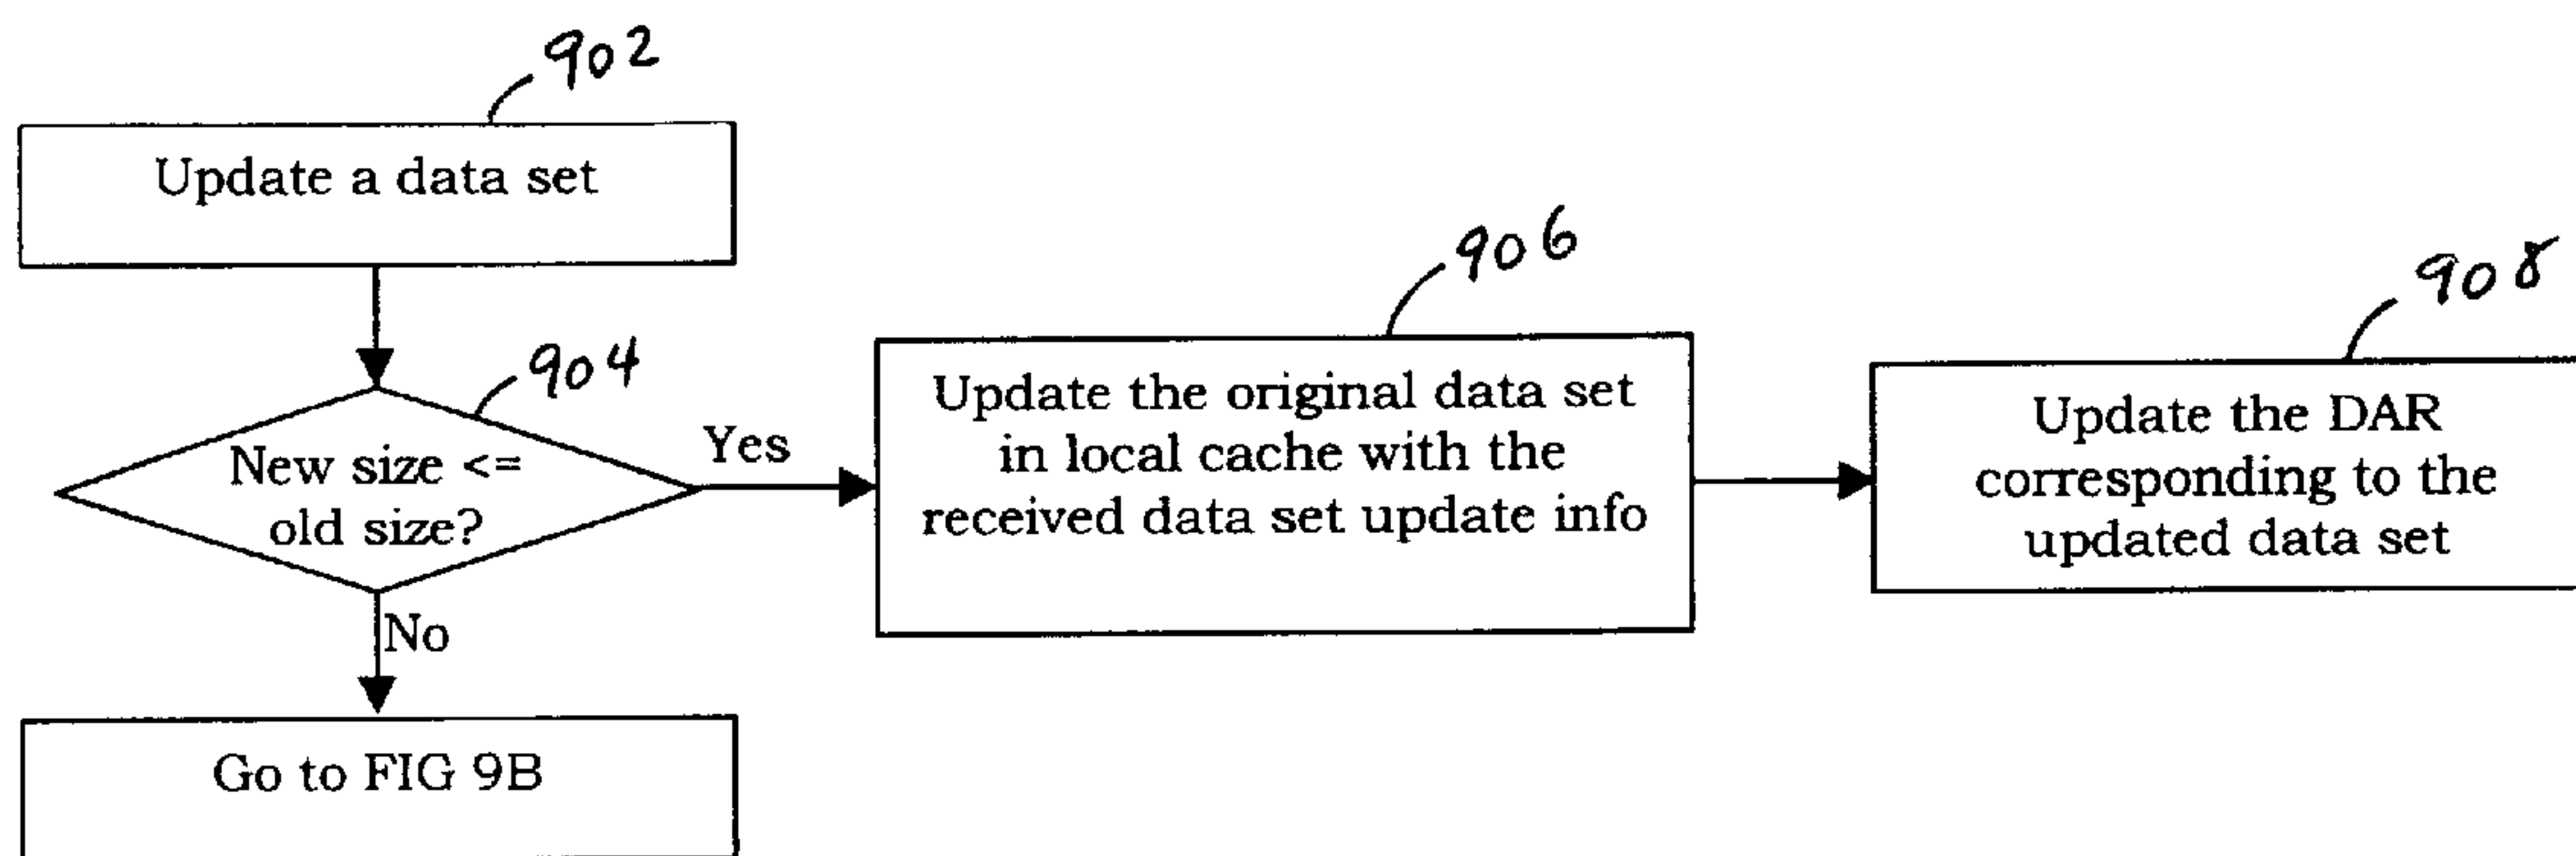 902
Update a data set
904
New size <=
old size?
Yes
No
Go to FIG 9B
906
Update the original data set
in local cache with the
received data set update info
908
Update the DAR
corresponding to the
updated data set